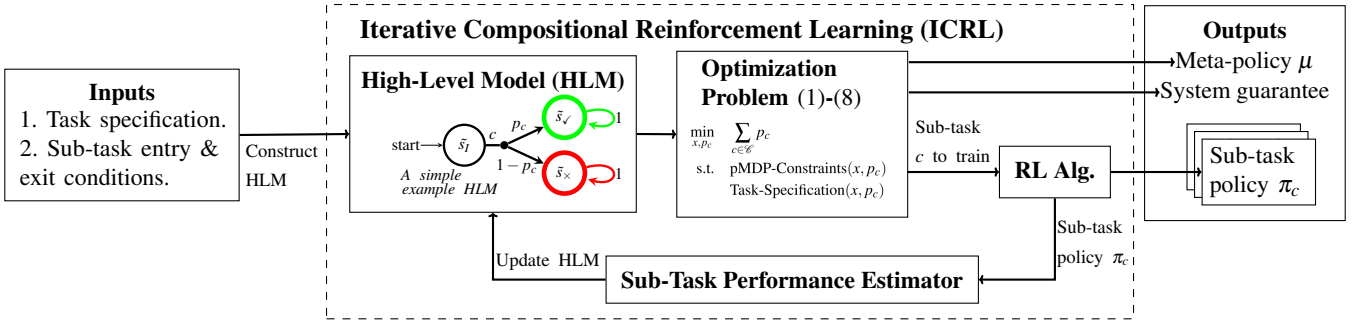 Iterative Compositional Reinforcement Learning (ICRL)
Inputs
1. Task specification.
2. Sub-task entry &
exit conditions.
Construct
HLM
High-Level Model (HLM)
start
s̃_I
c
p_c
1 − p_c
s̃_✓
1
s̃_×
1
A simple
example HLM
Optimization
Problem (1)-(8)
min_{x,p_c} ∑_{c∈𝒞} p_c
s.t. pMDP-Constraints(x, p_c)
Task-Specification(x, p_c)
Sub-task
c to train
RL Alg.
Sub-task
policy π_c
Sub-Task Performance Estimator
Update HLM
Outputs
Meta-policy μ
System guarantee
Sub-task
policy π_c